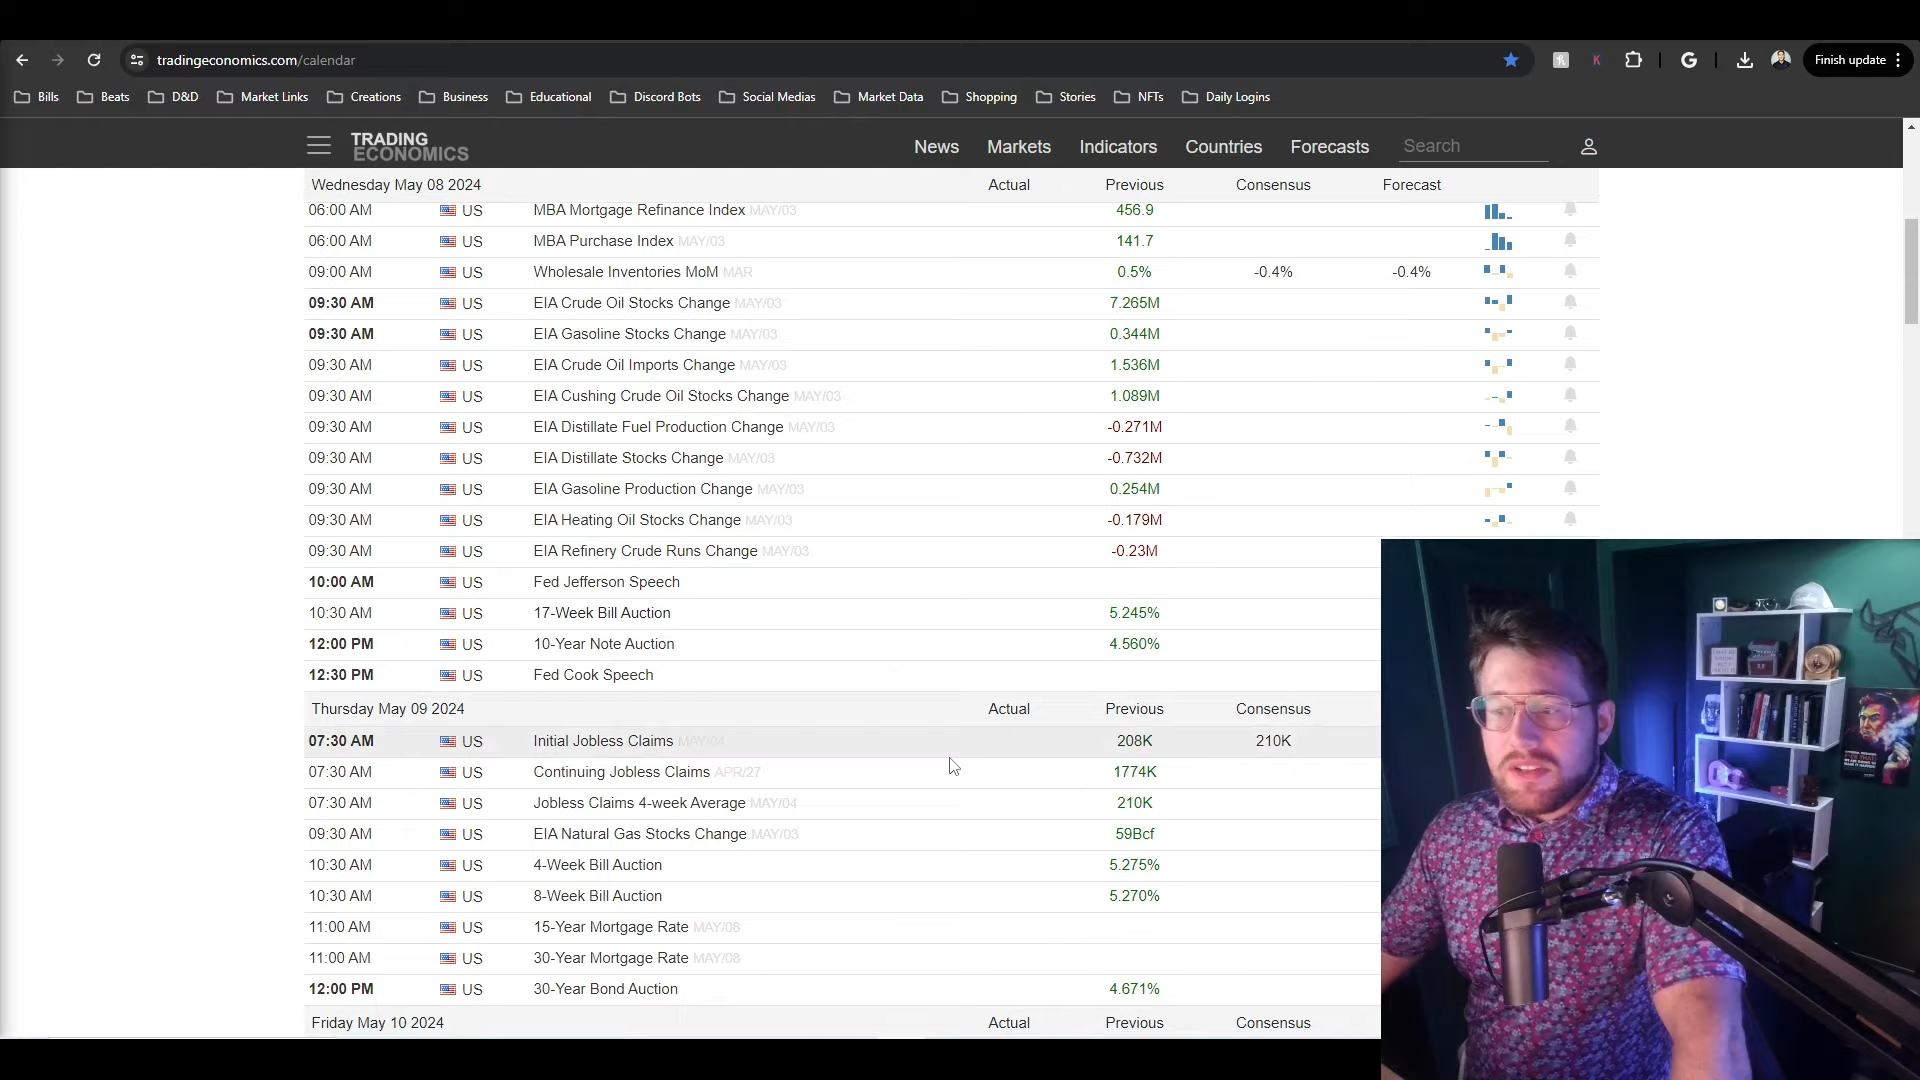 tradingeconomics.com/calendar
Finish update
Bills Beats D&D Market Links Creations Business Educational Discord Bots Social Medias Market Data Shopping Stories NFTs Daily Logins
TRADING
ECONOMICS
News Markets Indicators Countries Forecasts Search
Wednesday May 08 2024 Actual Previous Consensus Forecast
06:00 AM US MBA Mortgage Refinance Index MAY/03 456.9
06:00 AM US MBA Purchase Index MAY/03 141.7
09:00 AM US Wholesale Inventories MoM MAR 0.5% -0.4% -0.4%
09:30 AM US EIA Crude Oil Stocks Change MAY/03 7.265M
09:30 AM US EIA Gasoline Stocks Change MAY/03 0.344M
09:30 AM US EIA Crude Oil Imports Change MAY/03 1.536M
09:30 AM US EIA Cushing Crude Oil Stocks Change MAY/03 1.089M
09:30 AM US EIA Distillate Fuel Production Change MAY/03 -0.271M
09:30 AM US EIA Distillate Stocks Change MAY/03 -0.732M
09:30 AM US EIA Gasoline Production Change MAY/03 0.254M
09:30 AM US EIA Heating Oil Stocks Change MAY/03 -0.179M
09:30 AM US EIA Refinery Crude Runs Change MAY/03 -0.23M
10:00 AM US Fed Jefferson Speech
10:30 AM US 17-Week Bill Auction 5.245%
12:00 PM US 10-Year Note Auction 4.560%
12:30 PM US Fed Cook Speech
Thursday May 09 2024 Actual Previous Consensus
07:30 AM US Initial Jobless Claims MAY/04 208K 210K
07:30 AM US Continuing Jobless Claims APR/27 1774K
07:30 AM US Jobless Claims 4-week Average MAY/04 210K
09:30 AM US EIA Natural Gas Stocks Change MAY/03 59Bcf
10:30 AM US 4-Week Bill Auction 5.275%
10:30 AM US 8-Week Bill Auction 5.270%
11:00 AM US 15-Year Mortgage Rate MAY/08
11:00 AM US 30-Year Mortgage Rate MAY/08
12:00 PM US 30-Year Bond Auction 4.671%
Friday May 10 2024 Actual Previous Consensus